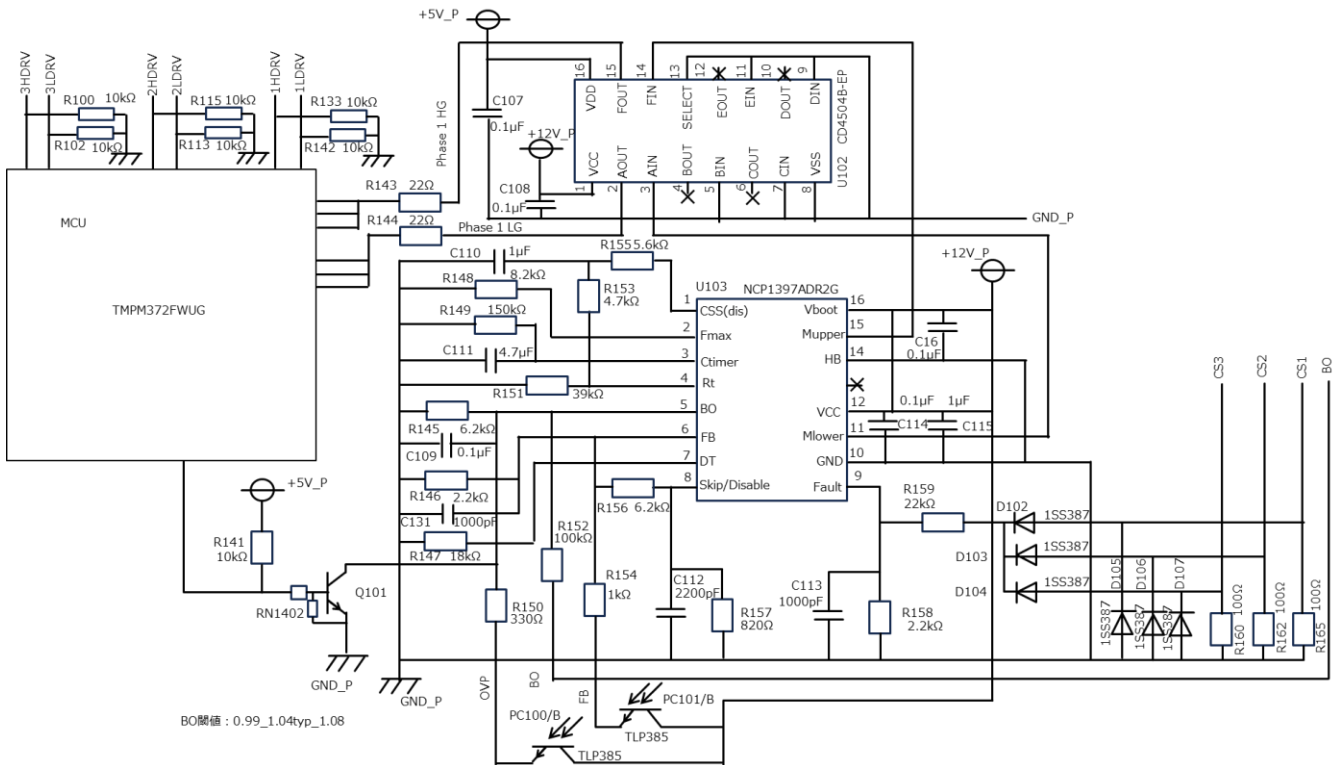 +5V_P
3HDRV
3LDRV
2HDRV
2LDRV
1HDRV
1LDRV
R100 10kΩ
R102 10kΩ
R115 10kΩ
R113 10kΩ
R133 10kΩ
R142 10kΩ
MCU
TMPM372FWUG
R143 22Ω
R144 22Ω
Phase 1 HG
Phase 1 LG
C107
0.1μF
+12V_P
C108
0.1μF
16 15 14 13 12 11 10 9
VDD FOUT FIN SELECT EOUT EIN DOUT DIN
VCC AOUT AIN BOUT BIN COUT CIN VSS
1 2 3 4 5 6 7 8
U102 CD4504B-EP
GND_P
+12V_P
C110 1μF
R155 5.6kΩ
R148 8.2kΩ
R153
4.7kΩ
R149 150kΩ
C111 4.7μF
R151 39kΩ
R145 6.2kΩ
C109 0.1μF
R146 2.2kΩ
C131 1000pF
R147 18kΩ
U103 NCP1397ADR2G
1 CSS(dis)
2 Fmax
3 Ctimer
4 Rt
5 BO
6 FB
7 DT
8 Skip/Disable
Vboot 16
Mupper 15
HB 14
VCC 12
Mlower 11
GND 10
Fault 9
C16
0.1μF
0.1μF 1μF
C114 C115
R156 6.2kΩ
R152
100kΩ
R154
1kΩ
R150
330Ω
C112
2200pF
R157
820Ω
C113
1000pF
R158
2.2kΩ
R159
22kΩ
D102 1SS387
D103 1SS387
D104 1SS387
D105
D106
D107
1SS387
1SS387
1SS387
CS3
CS2
CS1
BO
R160 100Ω
R162 100Ω
R165 100Ω
+5V_P
R141
10kΩ
RN1402
Q101
GND_P
GND_P
OVP
BO
FB
PC100/B
TLP385
PC101/B
TLP385
BO閾値：0.99_1.04typ_1.08